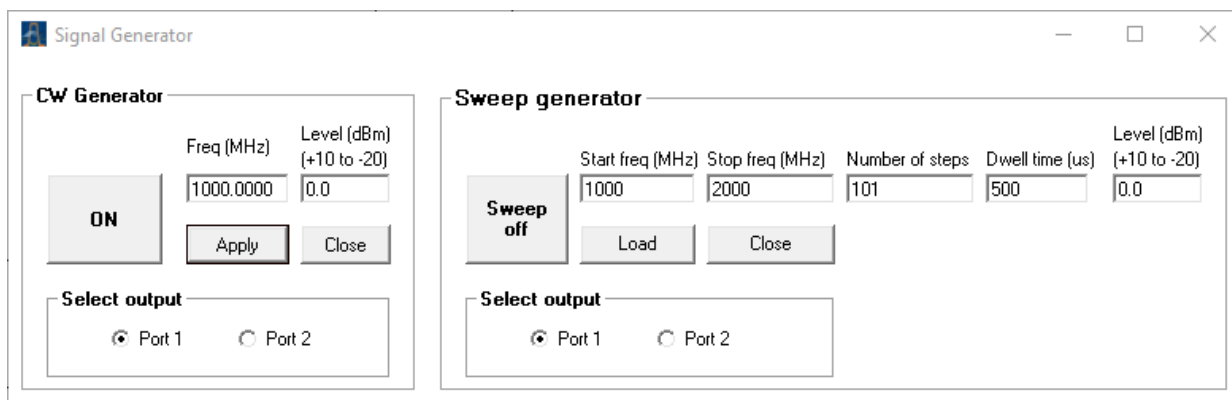 Signal Generator
CW Generator
Freq (MHz)
Level (dBm)
(+10 to -20)
ON
1000.0000
0.0
Apply
Close
Select output
Port 1
Port 2
Sweep generator
Start freq (MHz)
Stop freq (MHz)
Number of steps
Dwell time (us)
Level (dBm)
(+10 to -20)
Sweep
off
1000
2000
101
500
0.0
Load
Close
Select output
Port 1
Port 2